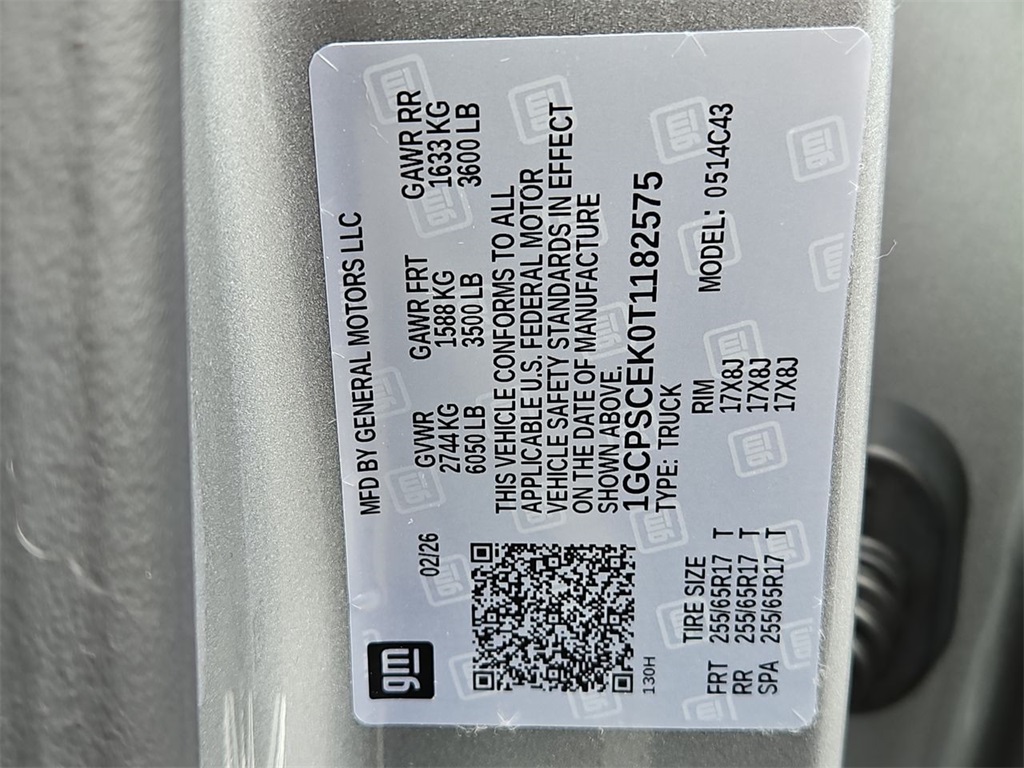 gm
MFD BY GENERAL MOTORS LLC
02/26
GVWR GAWR FRT GAWR RR
2744 KG 1588 KG 1633 KG
6050 LB 3500 LB 3600 LB
THIS VEHICLE CONFORMS TO ALL
APPLICABLE U.S. FEDERAL MOTOR
VEHICLE SAFETY STANDARDS IN EFFECT
ON THE DATE OF MANUFACTURE
SHOWN ABOVE.
1GCPSCEK0T1182575
TYPE: TRUCK
130H
TIRE SIZE RIM MODEL: 0514C43
FRT 255/65R17 T 17X8J
RR 255/65R17 T 17X8J
SPA 255/65R17 T 17X8J